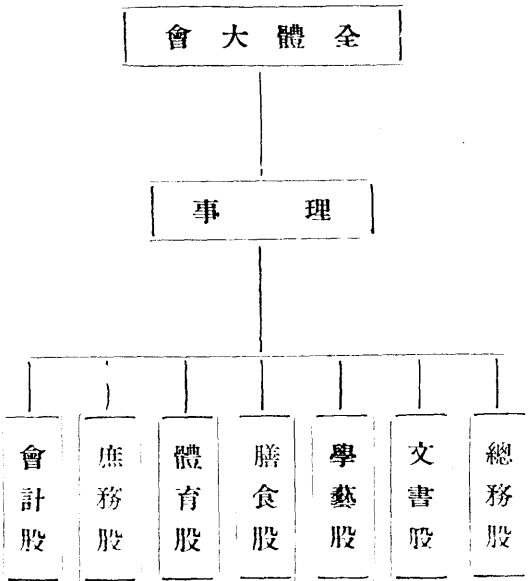 全體大會
理事
總務股
文書股
學藝股
膳食股
體育股
庶務股
會計股